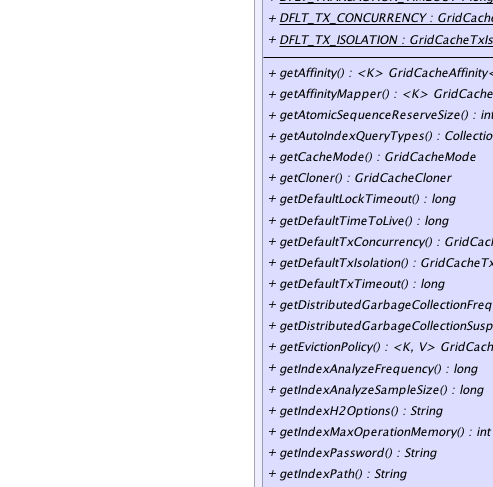 + DFLT_TX_CONCURRENCY : GridCach
+ DFLT_TX_ISOLATION : GridCacheTxIs
+ getAffinity() : <K> GridCacheAffinity<
+ getAffinityMapper() : <K> GridCache
+ getAtomicSequenceReserveSize() : int
+ getAutoIndexQueryTypes() : Collectio
+ getCacheMode() : GridCacheMode
+ getCloner() : GridCacheCloner
+ getDefaultLockTimeout() : long
+ getDefaultTimeToLive() : long
+ getDefaultTxConcurrency() : GridCac
+ getDefaultTxIsolation() : GridCacheTx
+ getDefaultTxTimeout() : long
+ getDistributedGarbageCollectionFreq
+ getDistributedGarbageCollectionSusp
+ getEvictionPolicy() : <K, V> GridCach
+ getIndexAnalyzeFrequency() : long
+ getIndexAnalyzeSampleSize() : long
+ getIndexH2Options() : String
+ getIndexMaxOperationMemory() : int
+ getIndexPassword() : String
+ getIndexPath() : String